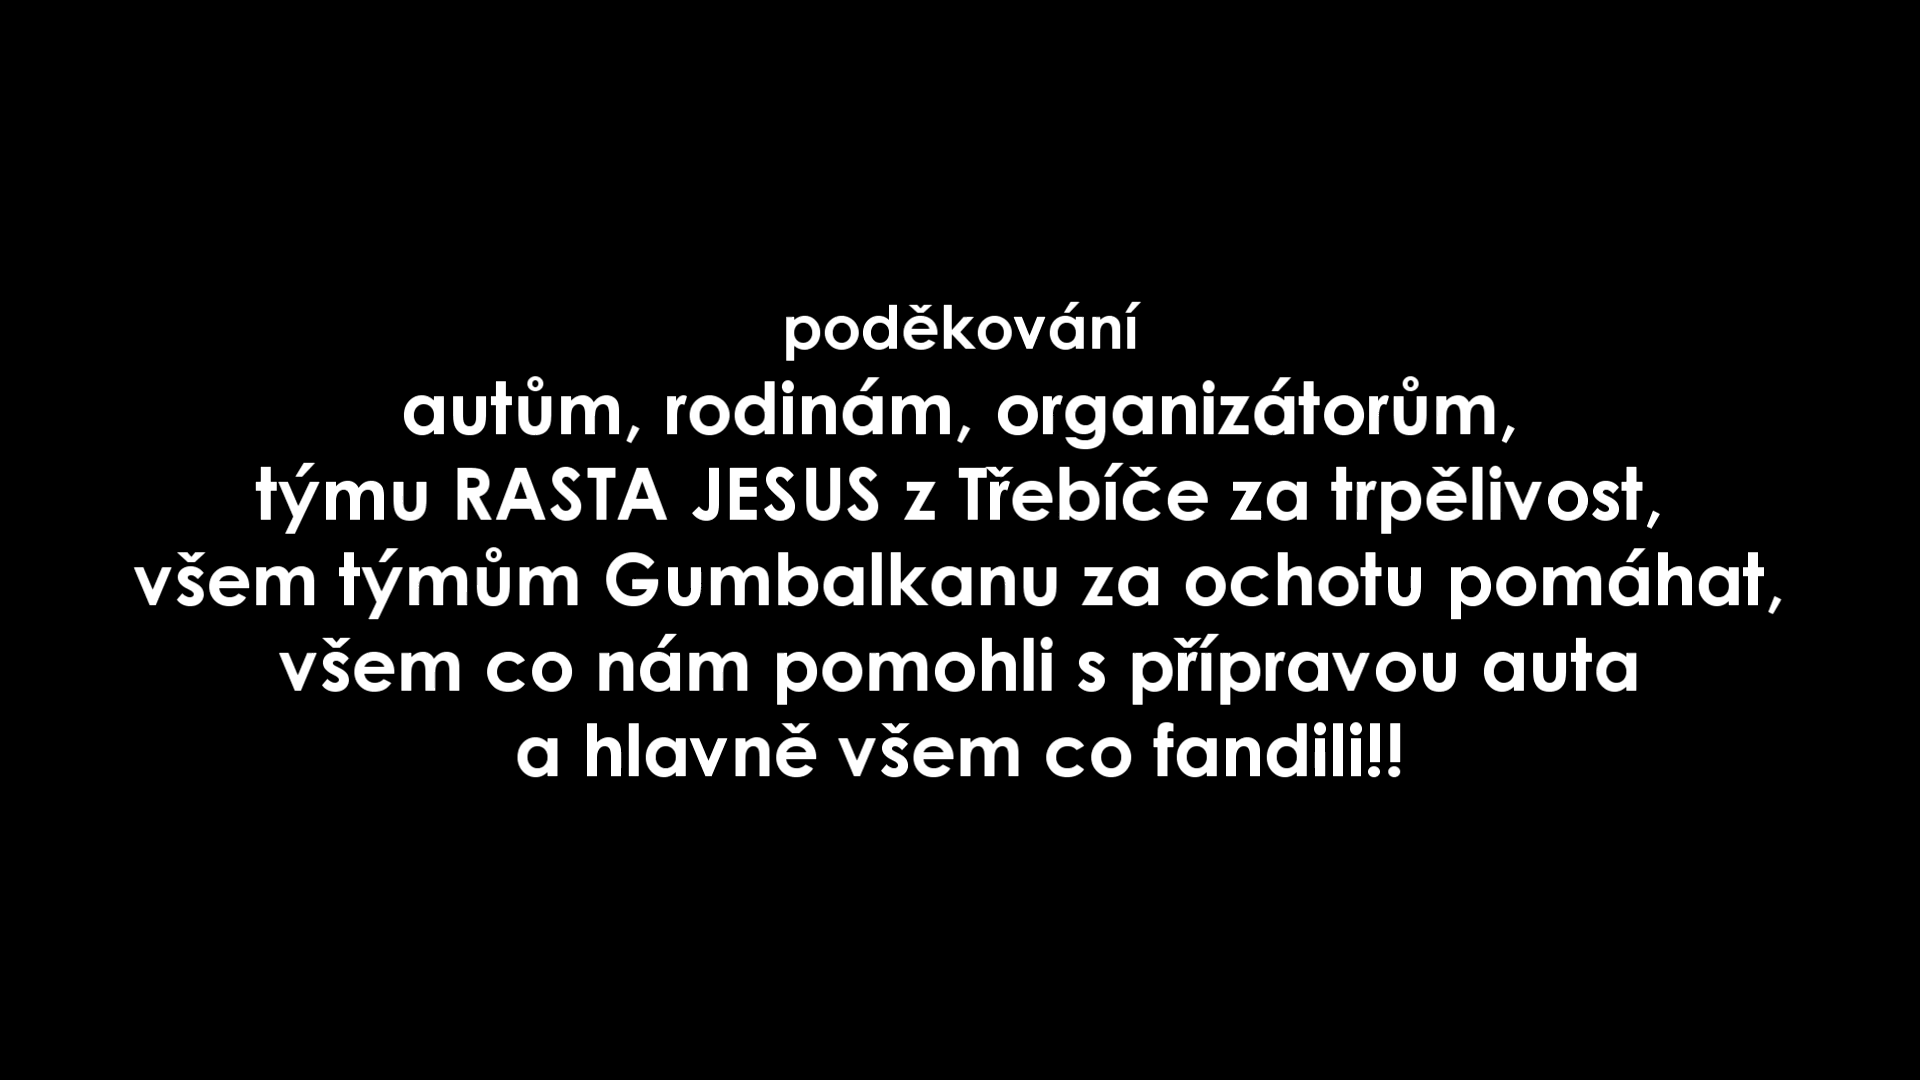 poděkování
autům, rodinám, organizátorům,
týmu RASTA JESUS z Třebíče za trpělivost,
všem týmům Gumbalkanu za ochotu pomáhat,
všem co nám pomohli s přípravou auta
a hlavně všem co fandili!!